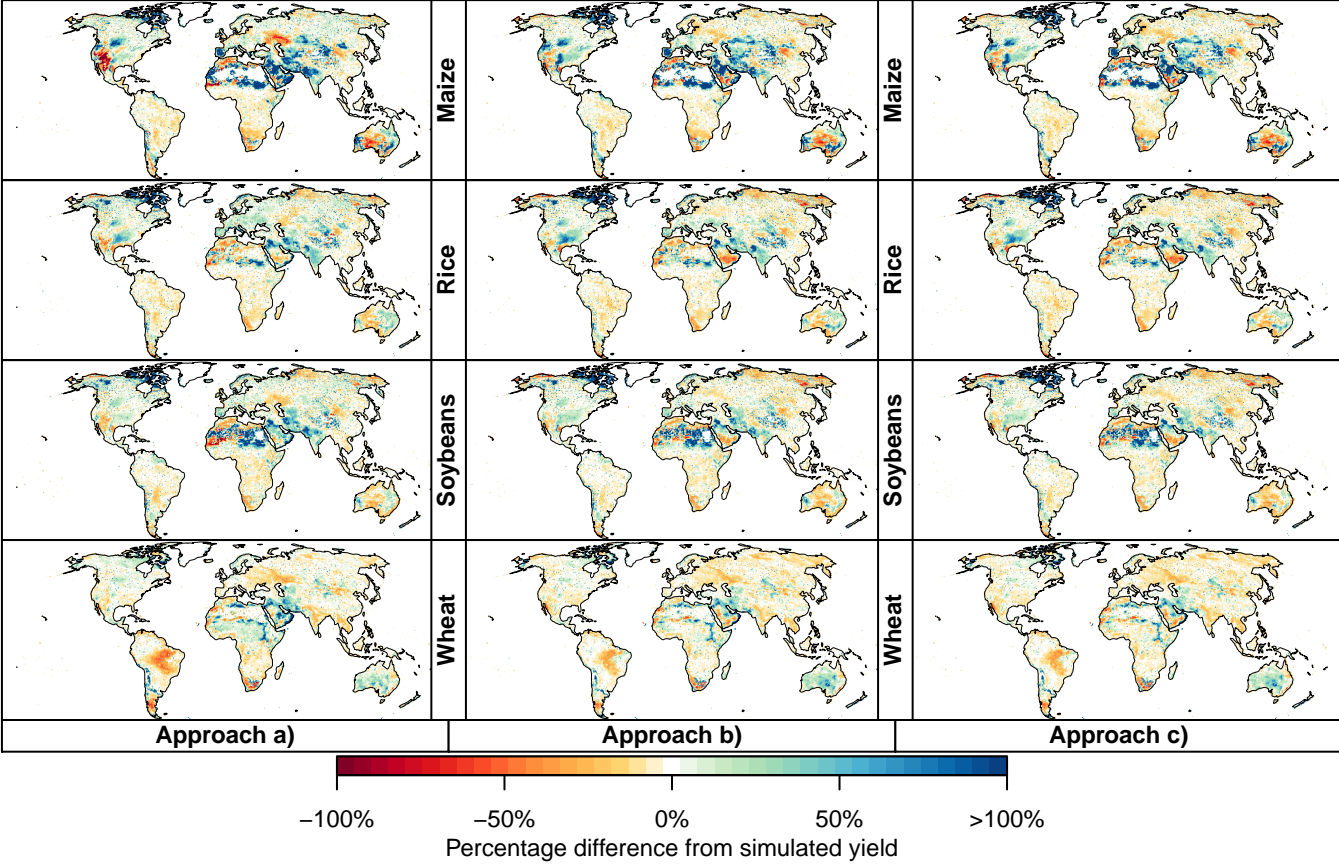 Maize
Maize
Rice
Rice
Soybeans
Soybeans
Wheat
Wheat
Approach a)
Approach b)
Approach c)
−100%
−50%
0%
50%
>100%
Percentage difference from simulated yield